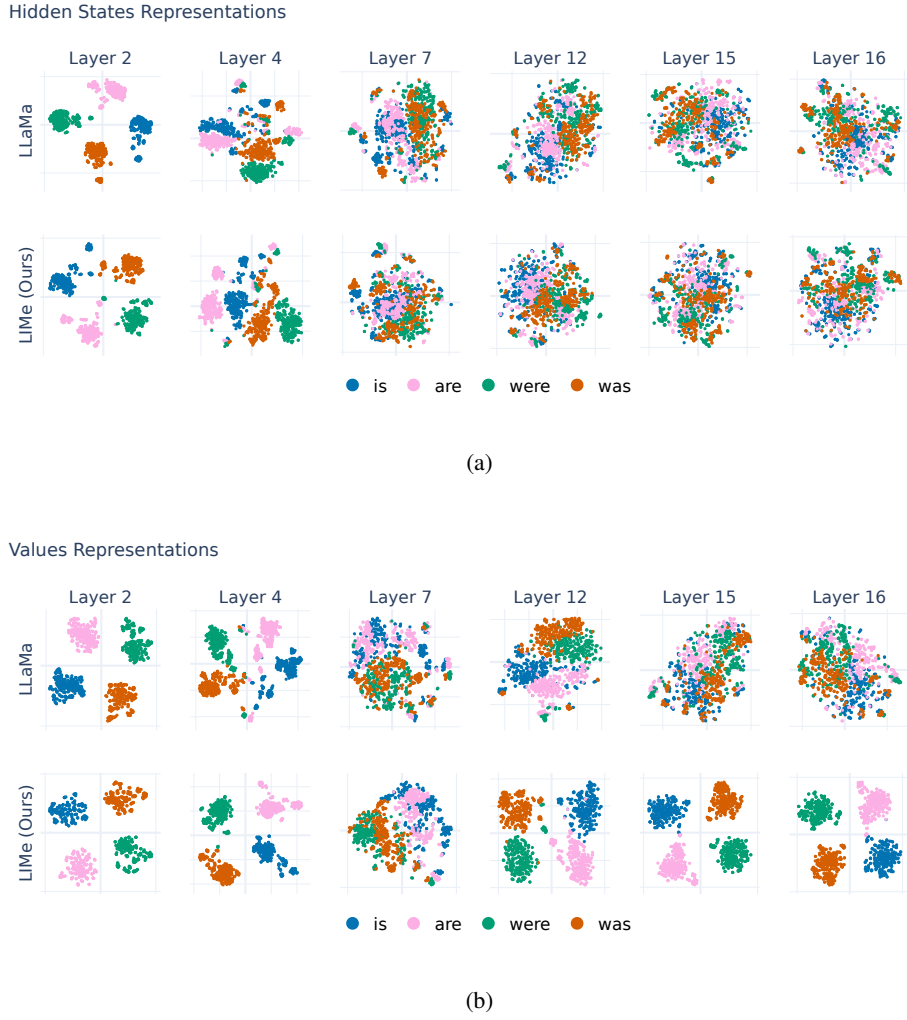 Hidden States Representations
Layer 2 Layer 4 Layer 7 Layer 12 Layer 15 Layer 16
LLaMa
LIMe (Ours)
is are were was
(a)
Values Representations
Layer 2 Layer 4 Layer 7 Layer 12 Layer 15 Layer 16
LLaMa
LIMe (Ours)
is are were was
(b)